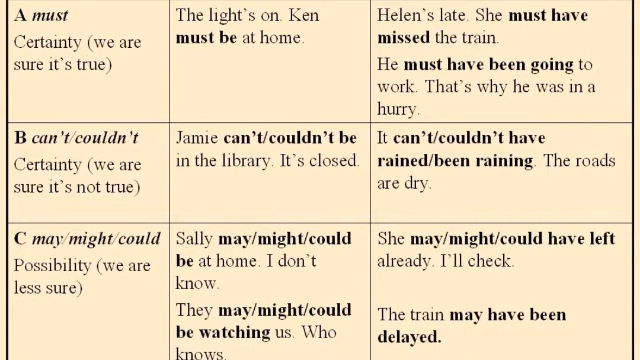 A must
Certainty (we are
sure it's true)
The light's on. Ken
must be at home.
Helen's late. She must have
missed the train.
He must have been going to
work. That's why he was in a
hurry.
B can't/couldn't
Certainty (we are
sure it's not true)
Jamie can't/couldn't be
in the library. It's closed.
It can't/couldn't have
rained/been raining. The roads
are dry.
C may/might/could
Possibility (we are
less sure)
Sally may/might/could
be at home. I don't
know.
They may/might/could
be watching us. Who
knows.
She may/might/could have left
already. I'll check.
The train may have been
delayed.